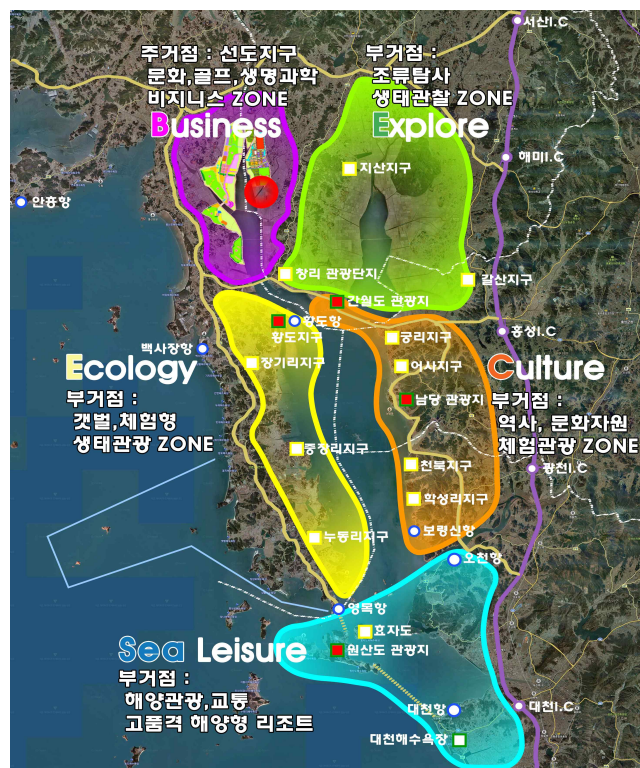 주거점 : 선도지구
문화,골프,생명과학
비지니스 ZONE
Business
부거점 :
조류탐사
생태관찰 ZONE
Explore
서산I.C
해미I.C
지산지구
안흥항
창리 관광단지
갈산지구
간월도 관광지
황도항
황도지구
궁리지구
홍성I.C
백사장항
장기리지구
어사지구
Ecology
부거점 :
갯벌,체험형
생태관광 ZONE
Culture
부거점 :
역사, 문화자원
체험관광 ZONE
남당 관광지
중장리지구
천북지구
광천I.C
학성리지구
누동리지구
보령신항
오천항
영목항
효자도
원산도 관광지
Sea Leisure
부거점 :
해양관광,교통
고품격 해양형 리조트
대천항
대천I.C
대천해수욕장